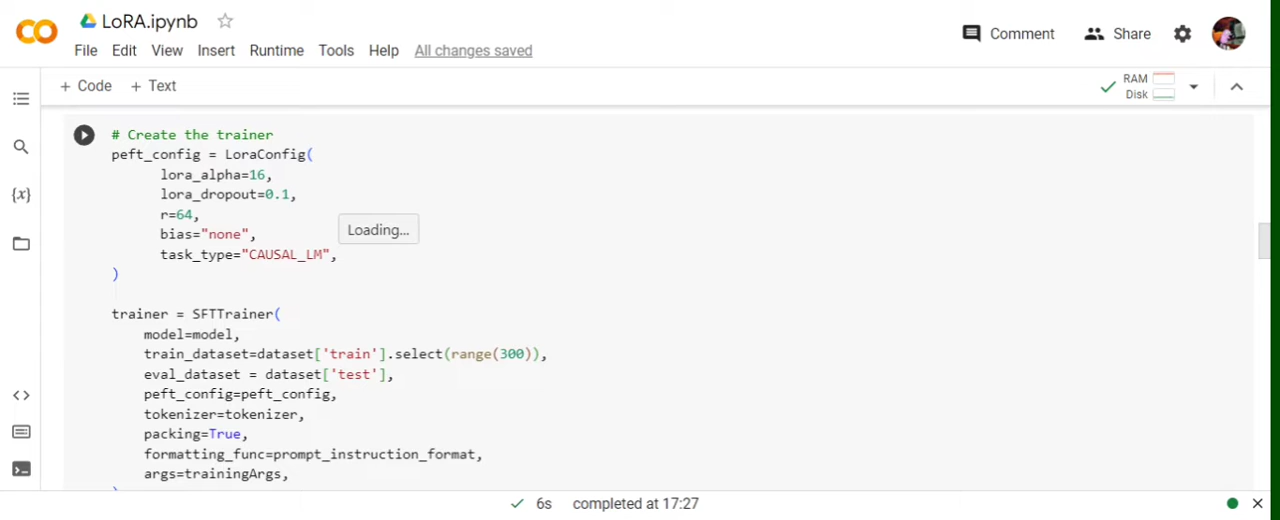 LoRA.ipynb
File Edit View Insert Runtime Tools Help All changes saved
Comment
Share
+ Code + Text
RAM
Disk
{x}
# Create the trainer
peft_config = LoraConfig(
lora_alpha=16,
lora_dropout=0.1,
r=64,
bias="none",
Loading...
task_type="CAUSAL_LM",
)
trainer = SFTTrainer(
model=model,
train_dataset=dataset['train'].select(range(300)),
eval_dataset = dataset['test'],
peft_config=peft_config,
tokenizer=tokenizer,
packing=True,
formatting_func=prompt_instruction_format,
args=trainingArgs,
6s completed at 17:27